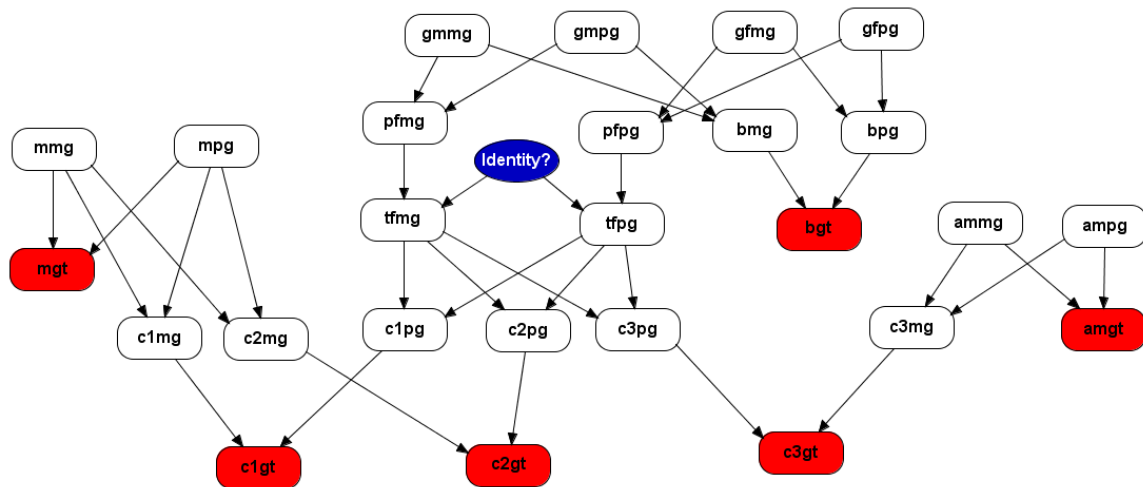 gmmg
gmpg
gfmg
gfpg
pfmg
pfpg
bmg
bpg
mmg
mpg
Identity?
tfmg
tfpg
bgt
ammg
ampg
mgt
c1mg
c2mg
c1pg
c2pg
c3pg
c3mg
amgt
c1gt
c2gt
c3gt